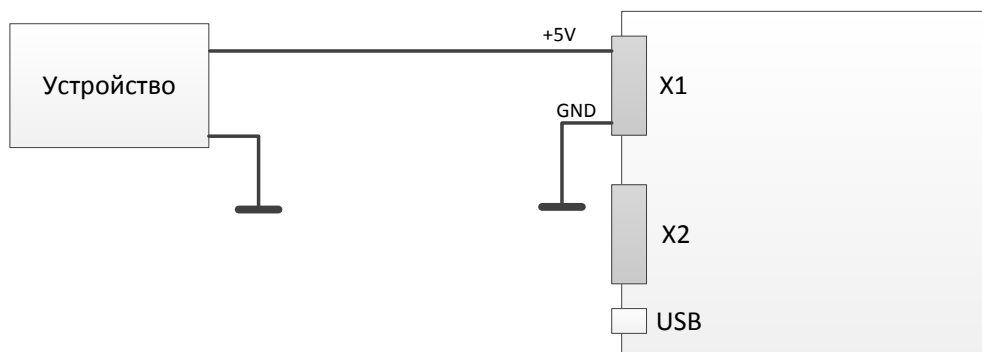 +5V
Устройство
X1
GND
X2
USB